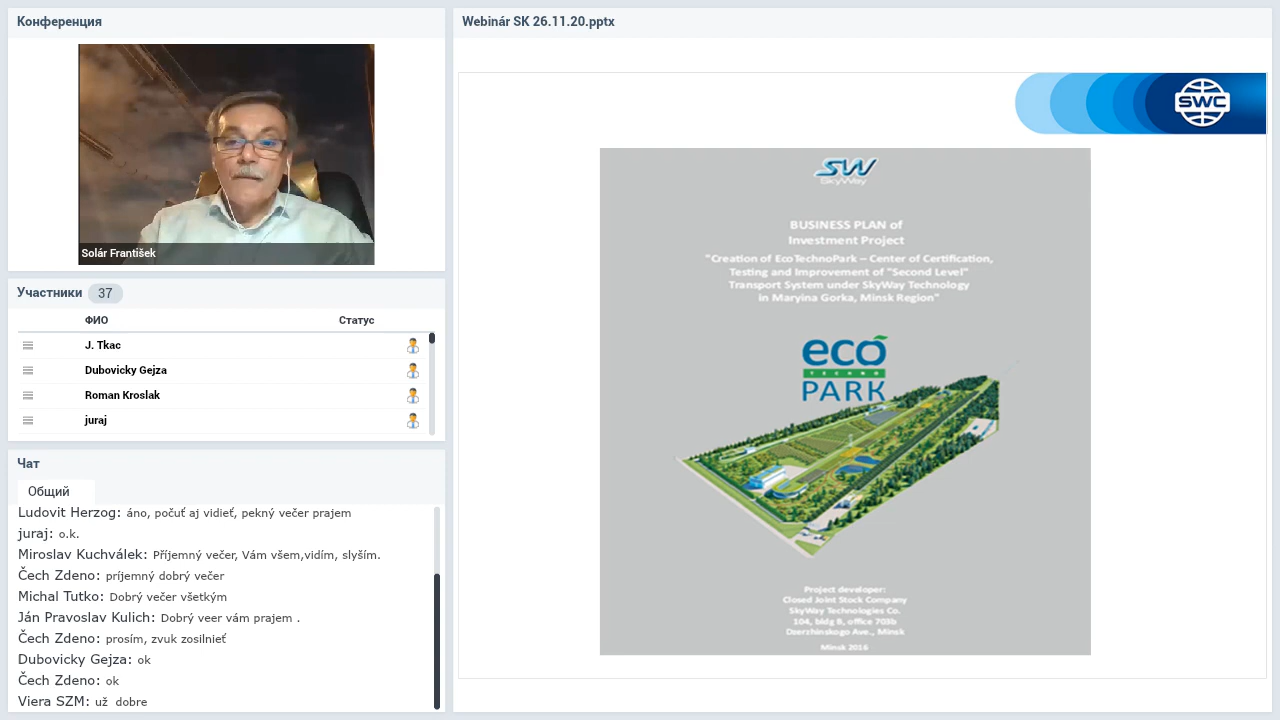 Конференция
Solár František
Участники 37
ФИО Статус
J. Tkac
Dubovicky Gejza
Roman Kroslak
juraj
Чат
Общий
Ludovit Herzog: áno, počuť aj vidieť, pekný večer prajem
juraj: o.k.
Miroslav Kuchválek: Příjemný večer, Vám všem,vidím, slyším.
Čech Zdeno: príjemný dobrý večer
Michal Tutko: Dobrý večer všetkým
Ján Pravoslav Kulich: Dobrý veer vám prajem .
Čech Zdeno: prosím, zvuk zosilnieť
Dubovicky Gejza: ok
Čech Zdeno: ok
Viera SZM: už dobre
Webinár SK 26.11.20.pptx
SWC
SW
SkyWay
BUSINESS PLAN of
Investment Project
"Creation of EcoTechnoPark – Center of Certification,
Testing and Improvement of "Second Level"
Transport System under SkyWay Technology
in Maryina Gorka, Minsk Region"
eco
TECHNO
PARK
Project developer:
Closed Joint Stock Company
SkyWay Technologies Co.
104, bldg B, office 703b
Dzerzhinskogo Ave., Minsk
Minsk 2016